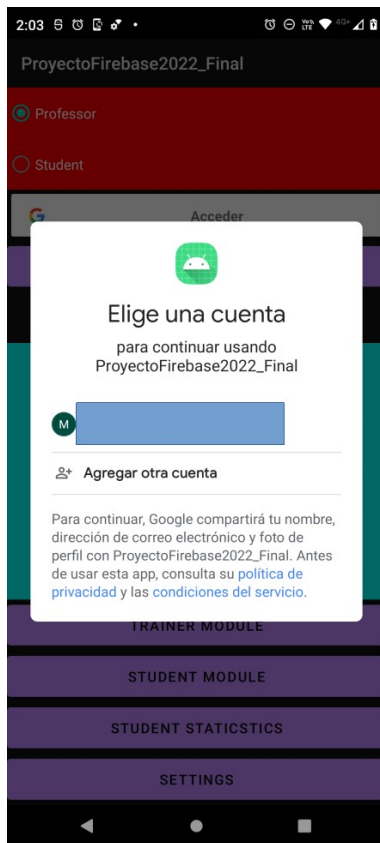 2:03
4G+
ProyectoFirebase2022_Final
Professor
Student
Acceder
Elige una cuenta
para continuar usando
ProyectoFirebase2022_Final
M
Agregar otra cuenta
Para continuar, Google compartirá tu nombre,
dirección de correo electrónico y foto de
perfil con ProyectoFirebase2022_Final. Antes
de usar esta app, consulta su política de
privacidad y las condiciones del servicio.
TRAINER MODULE
STUDENT MODULE
STUDENT STATICSTICS
SETTINGS